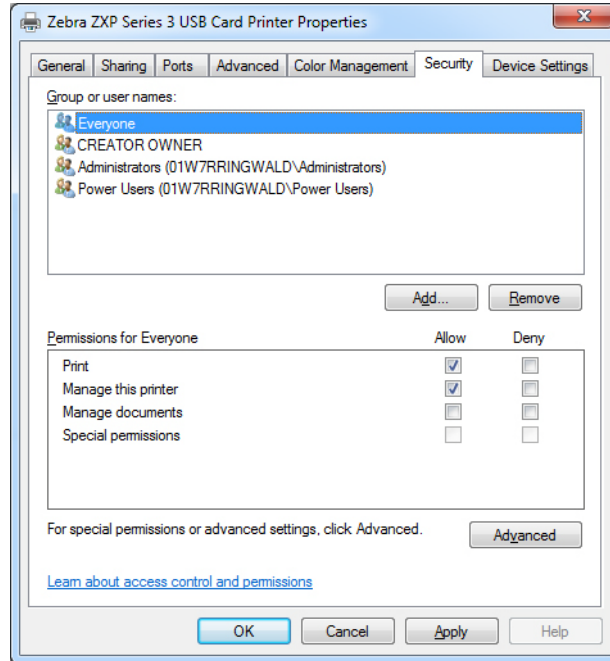 Zebra ZXP Series 3 USB Card Printer Properties
General Sharing Ports Advanced Color Management Security Device Settings
Group or user names:
Everyone
CREATOR OWNER
Administrators (01W7RRINGWALD\Administrators)
Power Users (01W7RRINGWALD\Power Users)
Add... Remove
Permissions for Everyone Allow Deny
Print
Manage this printer
Manage documents
Special permissions
For special permissions or advanced settings, click Advanced. Advanced
Learn about access control and permissions
OK Cancel Apply Help